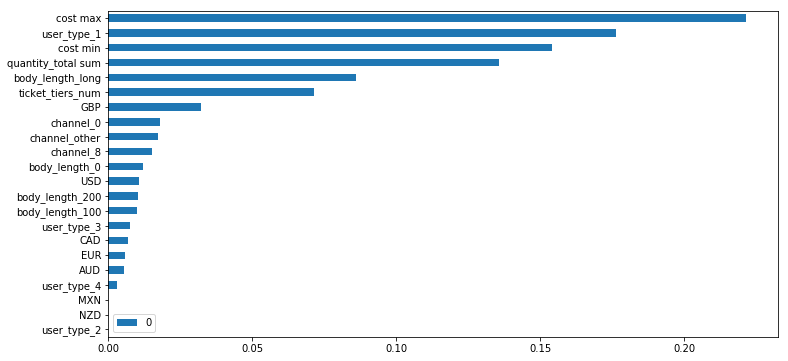 cost max
user_type_1
cost min
quantity_total sum
body_length_long
ticket_tiers_num
GBP
channel_0
channel_other
channel_8
body_length_0
USD
body_length_200
body_length_100
user_type_3
CAD
EUR
AUD
user_type_4
MXN
NZD
user_type_2
0
0.00 0.05 0.10 0.15 0.20